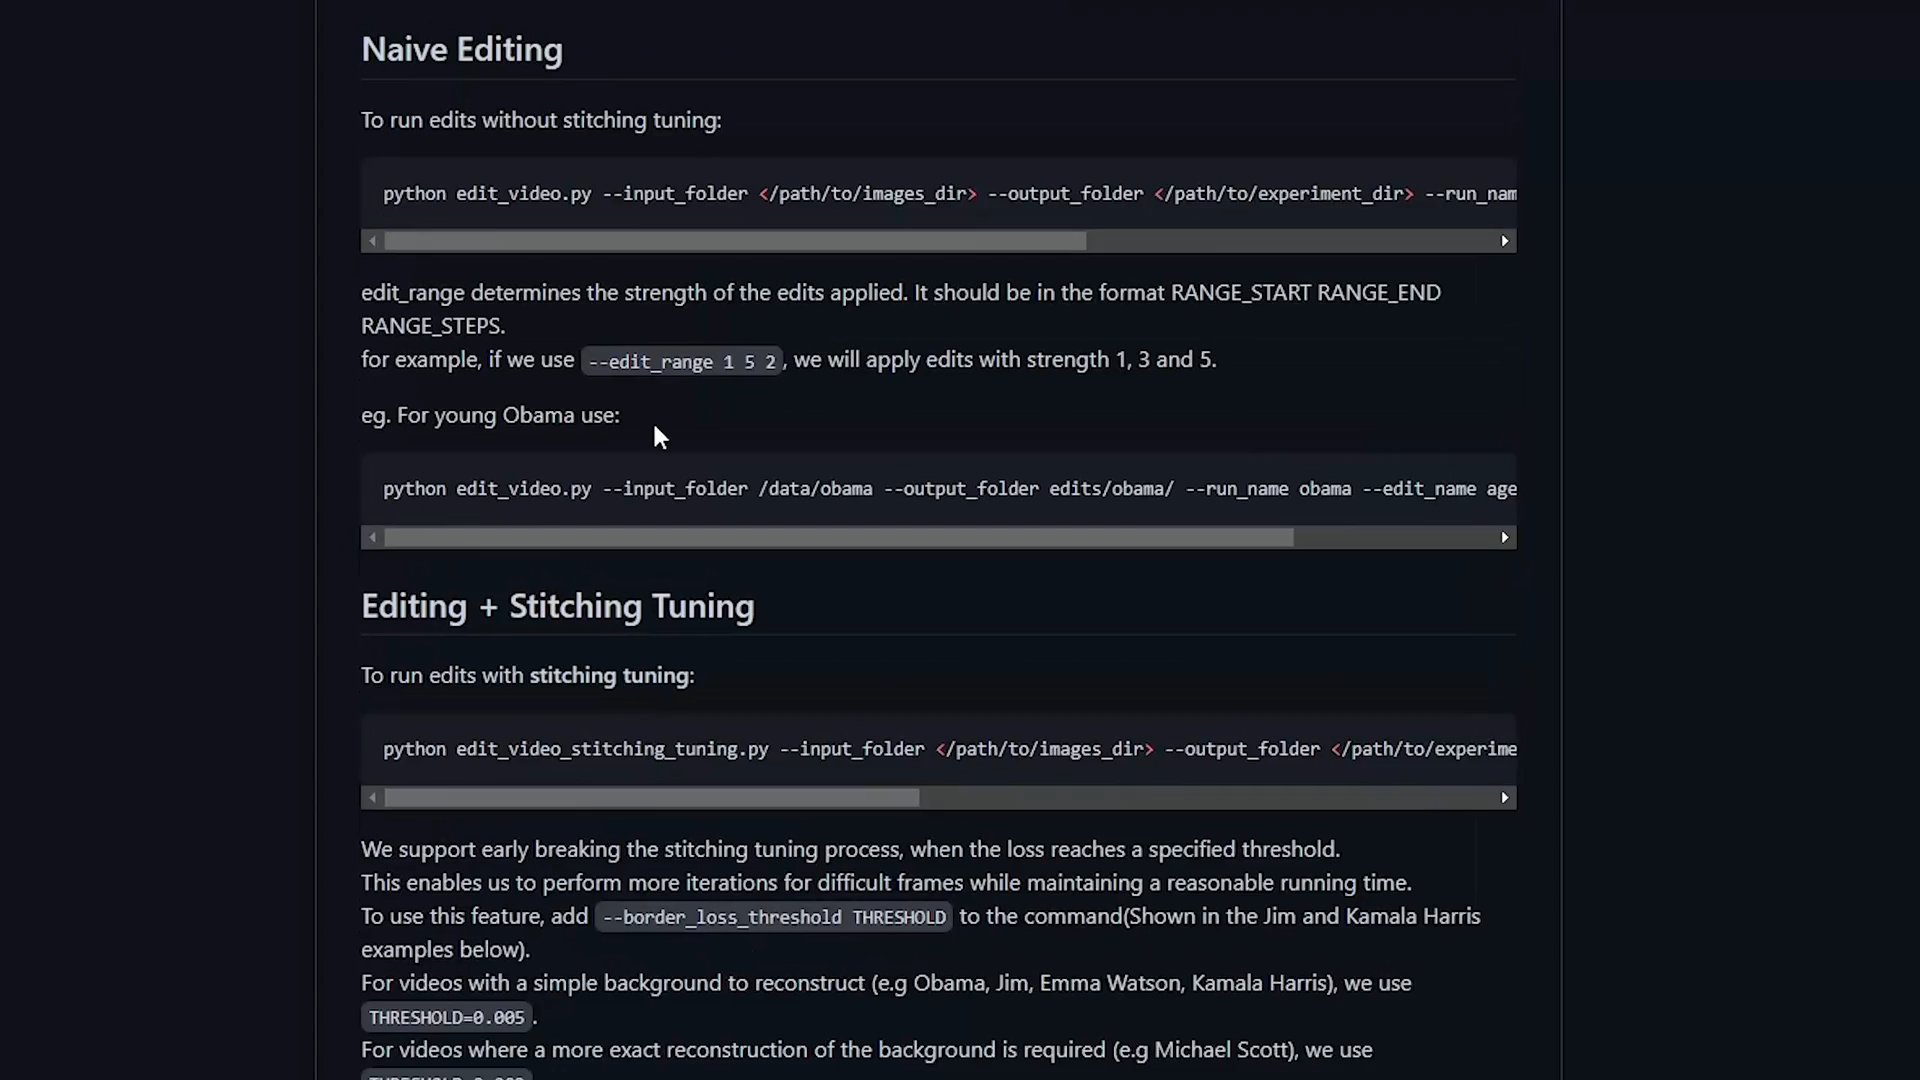 Naive Editing
To run edits without stitching tuning:
python edit_video.py --input_folder </path/to/images_dir> --output_folder </path/to/experiment_dir> --run_nam
edit_range determines the strength of the edits applied. It should be in the format RANGE_START RANGE_END
RANGE_STEPS.
for example, if we use --edit_range 1 5 2, we will apply edits with strength 1, 3 and 5.
eg. For young Obama use:
python edit_video.py --input_folder /data/obama --output_folder edits/obama/ --run_name obama --edit_name age
Editing + Stitching Tuning
To run edits with stitching tuning:
python edit_video_stitching_tuning.py --input_folder </path/to/images_dir> --output_folder </path/to/experime
We support early breaking the stitching tuning process, when the loss reaches a specified threshold.
This enables us to perform more iterations for difficult frames while maintaining a reasonable running time.
To use this feature, add --border_loss_threshold THRESHOLD to the command(Shown in the Jim and Kamala Harris
examples below).
For videos with a simple background to reconstruct (e.g Obama, Jim, Emma Watson, Kamala Harris), we use
THRESHOLD=0.005.
For videos where a more exact reconstruction of the background is required (e.g Michael Scott), we use